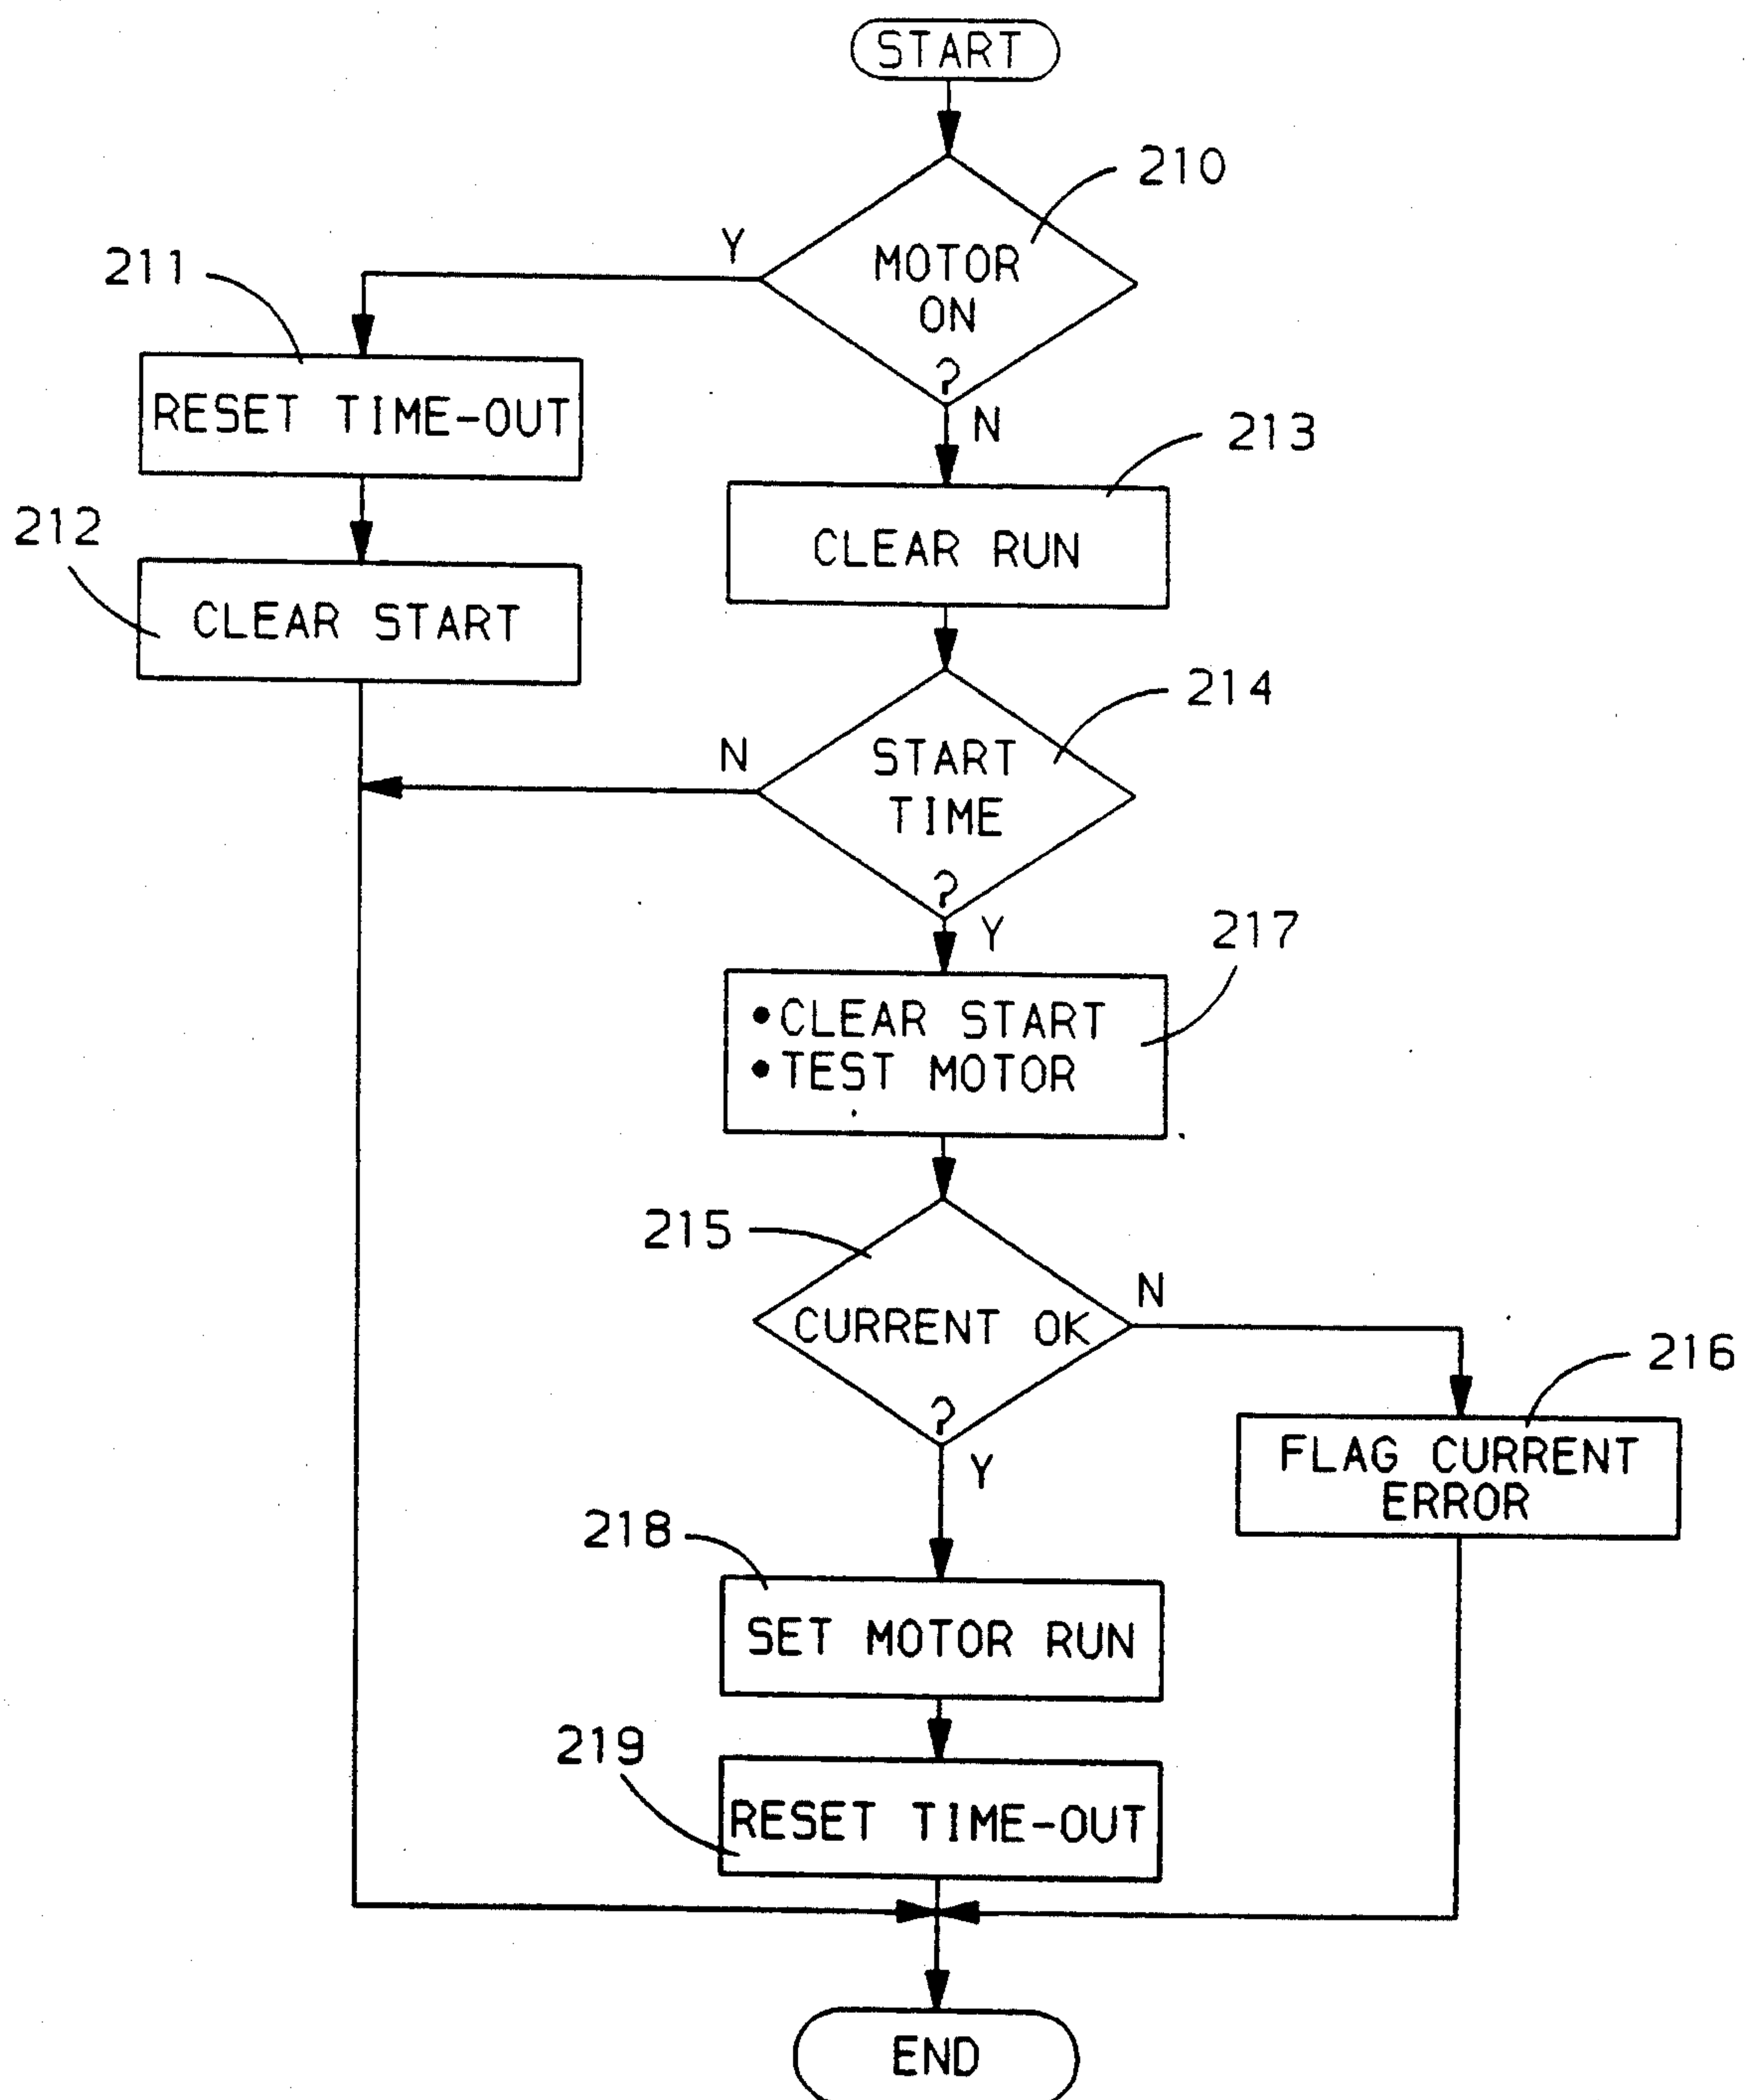 START
210
Y
MOTOR
ON
?
211
RESET TIME-OUT
N
213
212
CLEAR START
CLEAR RUN
214
N
START
TIME
?
Y
217
•CLEAR START
•TEST MOTOR
215
CURRENT OK
?
N
216
FLAG CURRENT
ERROR
Y
218
SET MOTOR RUN
219
RESET TIME-OUT
END